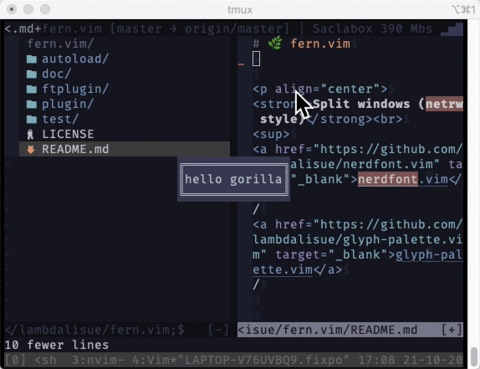 tmux
⌥⌘1
<.md+fern.vim [master → origin/master] | Saclabox 390 Mbs
fern.vim/
autoload/
doc/
ftplugin/
plugin/
test/
LICENSE
README.md
# 🌿 fern.vim$
<p align="center">
<strong>Split windows (netrw
style)</strong><br>
<sup>
<a href="https://github.com/
lambdalisue/nerdfont.vim" ta
"_blank">nerdfont.vim</
/$
<a href="https://github.com/
lambdalisue/glyph-palette.vi
m" target="_blank">glyph-pal
ette.vim</a>$
/$
hello gorilla
</lambdalisue/fern.vim;$ [-]
<isue/fern.vim/README.md [+]
10 fewer lines
[0] <sh 3:nvim- 4:Vim*"LAPTOP-V76UVBQ9.fixpo" 17:08 21-10-20